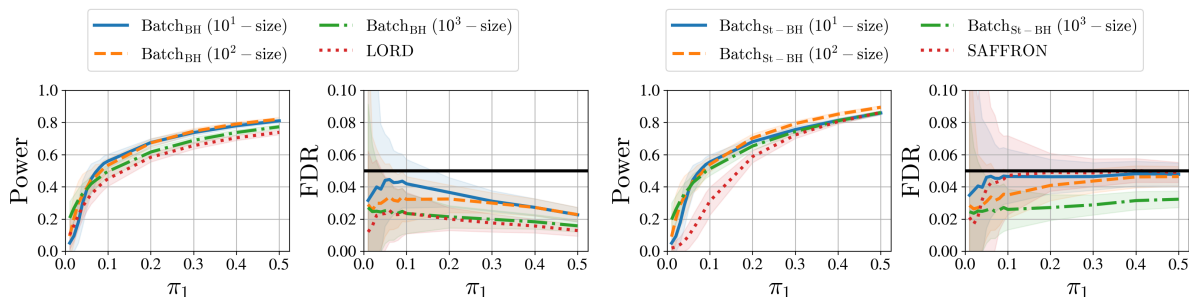 Batch_BH (10^1 − size)
Batch_BH (10^2 − size)
Batch_BH (10^3 − size)
LORD
Batch_St−BH (10^1 − size)
Batch_St−BH (10^2 − size)
Batch_St−BH (10^3 − size)
SAFFRON
Power
1.0
0.8
0.6
0.4
0.2
0.0
0.0 0.1 0.2 0.3 0.4 0.5
π_1
FDR
0.10
0.08
0.06
0.04
0.02
0.00
0.0 0.1 0.2 0.3 0.4 0.5
π_1
Power
1.0
0.8
0.6
0.4
0.2
0.0
0.0 0.1 0.2 0.3 0.4 0.5
π_1
FDR
0.10
0.08
0.06
0.04
0.02
0.00
0.0 0.1 0.2 0.3 0.4 0.5
π_1